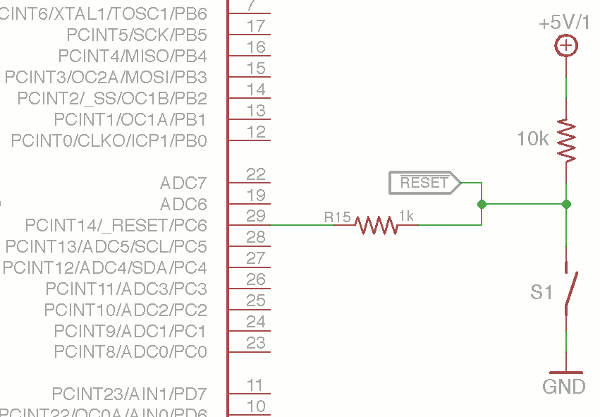 PCINT6/XTAL1/TOSC1/PB6 7
PCINT5/SCK/PB5 17
PCINT4/MISO/PB4 16
PCINT3/OC2A/MOSI/PB3 15
PCINT2/_SS/OC1B/PB2 14
PCINT1/OC1A/PB1 13
PCINT0/CLKO/ICP1/PB0 12
ADC7 22
ADC6 19
PCINT14/_RESET/PC6 29
PCINT13/ADC5/SCL/PC5 28
PCINT12/ADC4/SDA/PC4 27
PCINT11/ADC3/PC3 26
PCINT10/ADC2/PC2 25
PCINT9/ADC1/PC1 24
PCINT8/ADC0/PC0 23
PCINT23/AIN1/PD7 11
PCINT22/OC0A/AIN0/PD6 10
RESET
R15 1k
+5V/1
10k
S1
GND